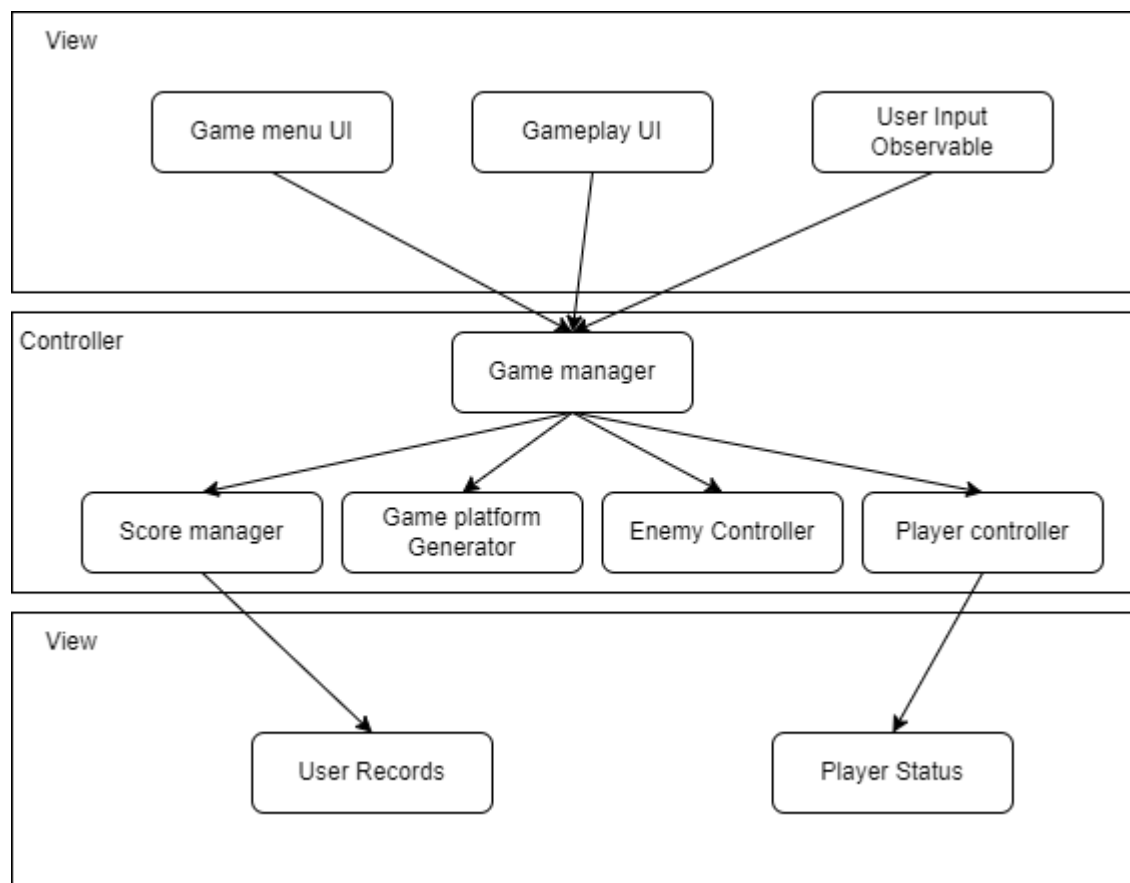 View
Game menu UI
Gameplay UI
User Input
Observable
Controller
Game manager
Score manager
Game platform
Generator
Enemy Controller
Player controller
View
User Records
Player Status